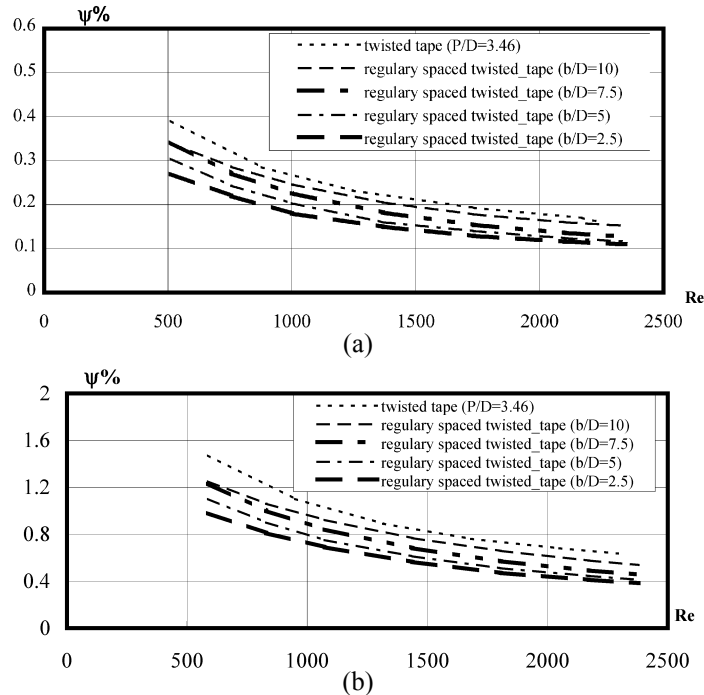 ψ%
0.6
twisted tape (P/D=3.46)
regulary spaced twisted_tape (b/D=10)
regulary spaced twisted_tape (b/D=7.5)
regulary spaced twisted_tape (b/D=5)
regulary spaced twisted_tape (b/D=2.5)
0.5
0.4
0.3
0.2
0.1
0
Re
0 500 1000 1500 2000 2500
(a)
ψ%
2
twisted tape (P/D=3.46)
regulary spaced twisted_tape (b/D=10)
regulary spaced twisted_tape (b/D=7.5)
regulary spaced twisted_tape (b/D=5)
regulary spaced twisted_tape (b/D=2.5)
1.6
1.2
0.8
0.4
0
Re
0 500 1000 1500 2000 2500
(b)